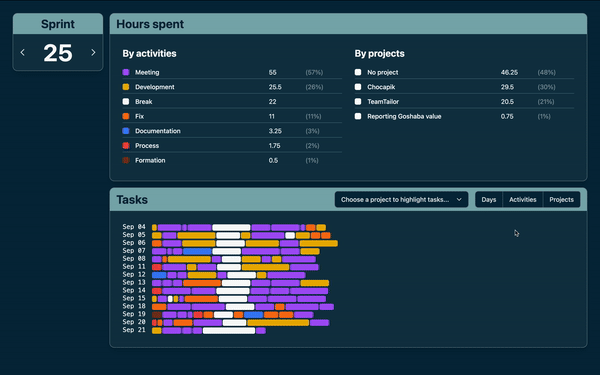 Sprint
25
Hours spent
By activities
Meeting 55 (57%)
Development 25.5 (26%)
Break 22
Fix 11 (11%)
Documentation 3.25 (3%)
Process 1.75 (2%)
Formation 0.5 (1%)
By projects
No project 46.25 (48%)
Chocapik 29.5 (30%)
TeamTailor 20.5 (21%)
Reporting Goshaba value 0.75 (1%)
Tasks
Choose a project to highlight tasks...
Days Activities Projects
Sep 04
Sep 05
Sep 06
Sep 07
Sep 08
Sep 11
Sep 12
Sep 13
Sep 14
Sep 15
Sep 18
Sep 19
Sep 20
Sep 21